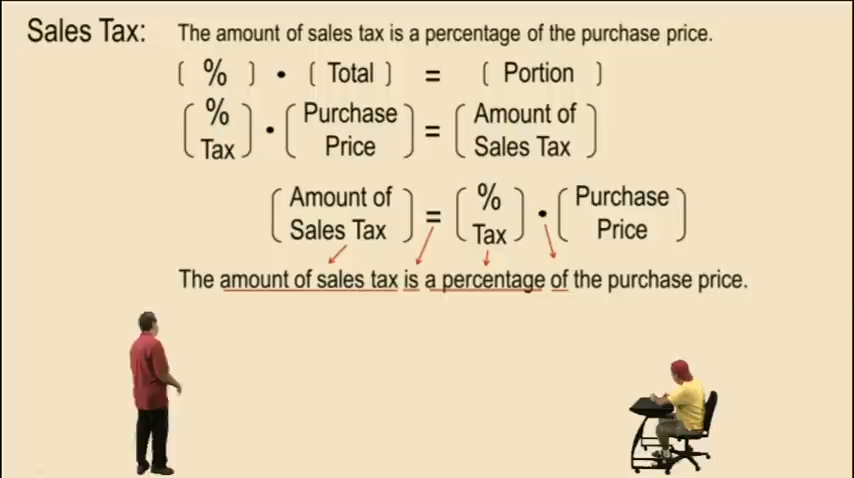 Sales Tax: The amount of sales tax is a percentage of the purchase price.
( % ) • ( Total ) = ( Portion )
( % Tax ) • ( Purchase Price ) = ( Amount of Sales Tax )
( Amount of Sales Tax ) = ( % Tax ) • ( Purchase Price )
The amount of sales tax is a percentage of the purchase price.